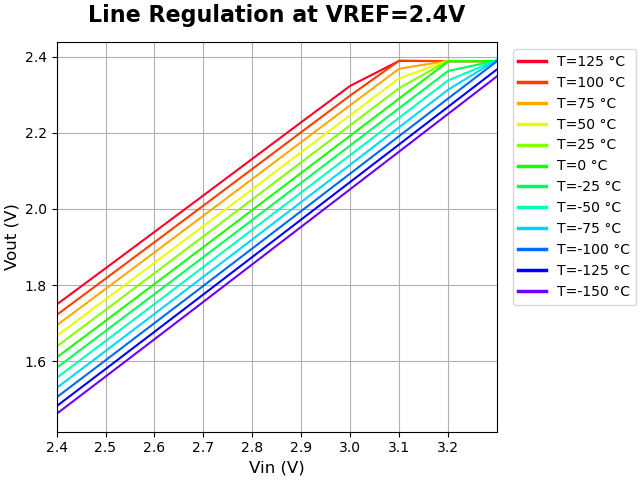 Line Regulation at VREF=2.4V
Vout (V)
2.4
2.2
2.0
1.8
1.6
2.4 2.5 2.6 2.7 2.8 2.9 3.0 3.1 3.2
Vin (V)
T=125 °C
T=100 °C
T=75 °C
T=50 °C
T=25 °C
T=0 °C
T=-25 °C
T=-50 °C
T=-75 °C
T=-100 °C
T=-125 °C
T=-150 °C